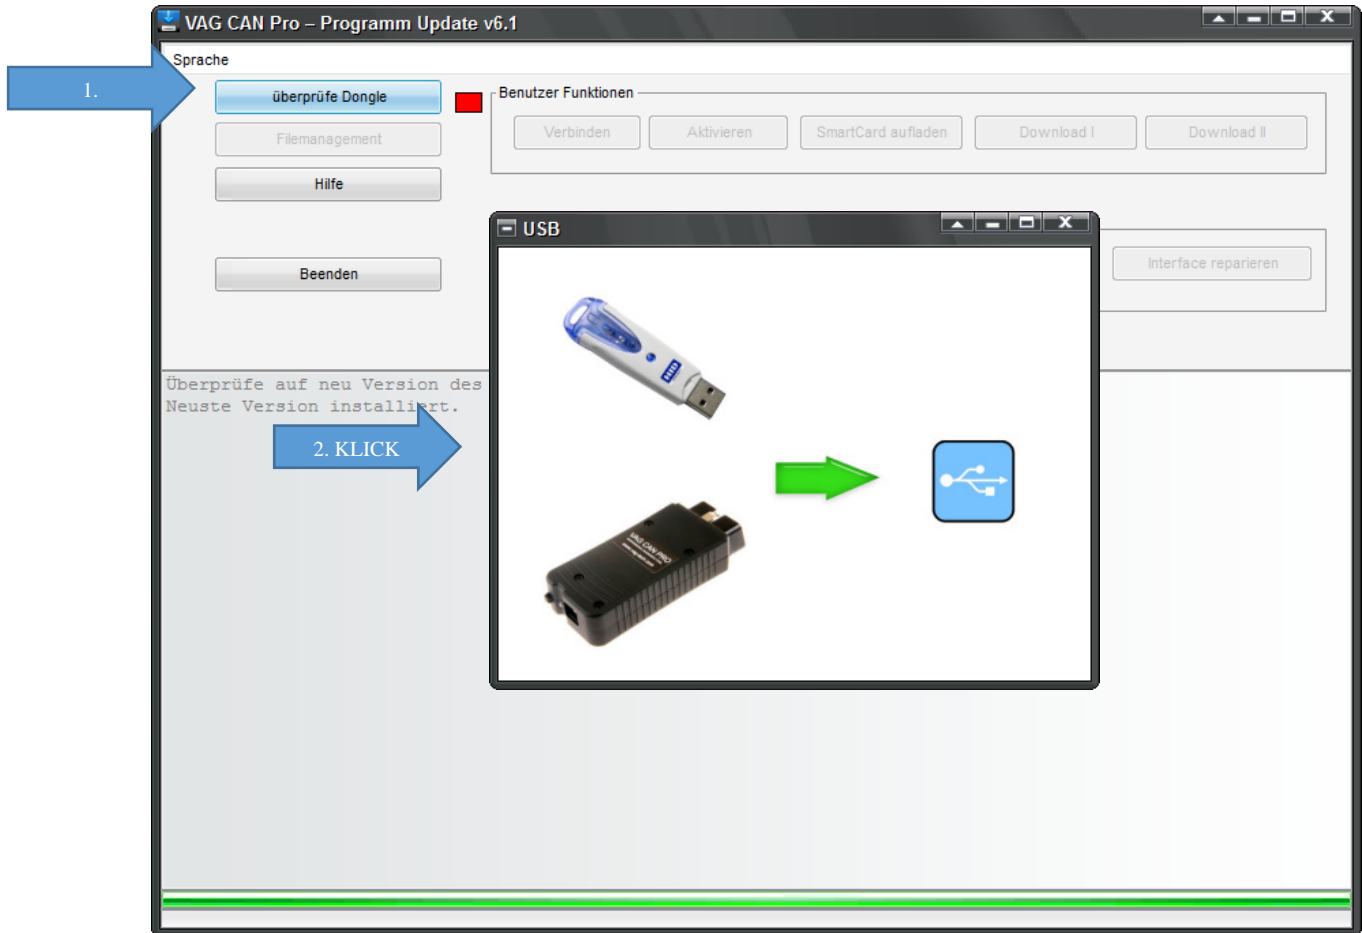 VAG CAN Pro – Programm Update v6.1
Sprache
1.
überprüfe Dongle
Benutzer Funktionen
Verbinden
Aktivieren
SmartCard aufladen
Download I
Download II
Filemanagement
Hilfe
USB
Beenden
Interface reparieren
HID
Überprüfe auf neu Version des
Neuste Version installiert.
2. KLICK
VAG CAN PRO